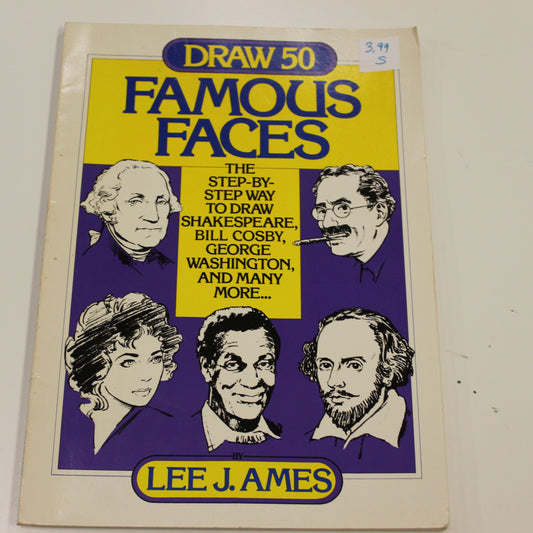 DRAW 50
3.99
S
FAMOUS
FACES
THE
STEP-BY-
STEP WAY
TO DRAW
SHAKESPEARE,
BILL COSBY,
GEORGE
WASHINGTON,
AND MANY
MORE...
BY
LEE J. AMES